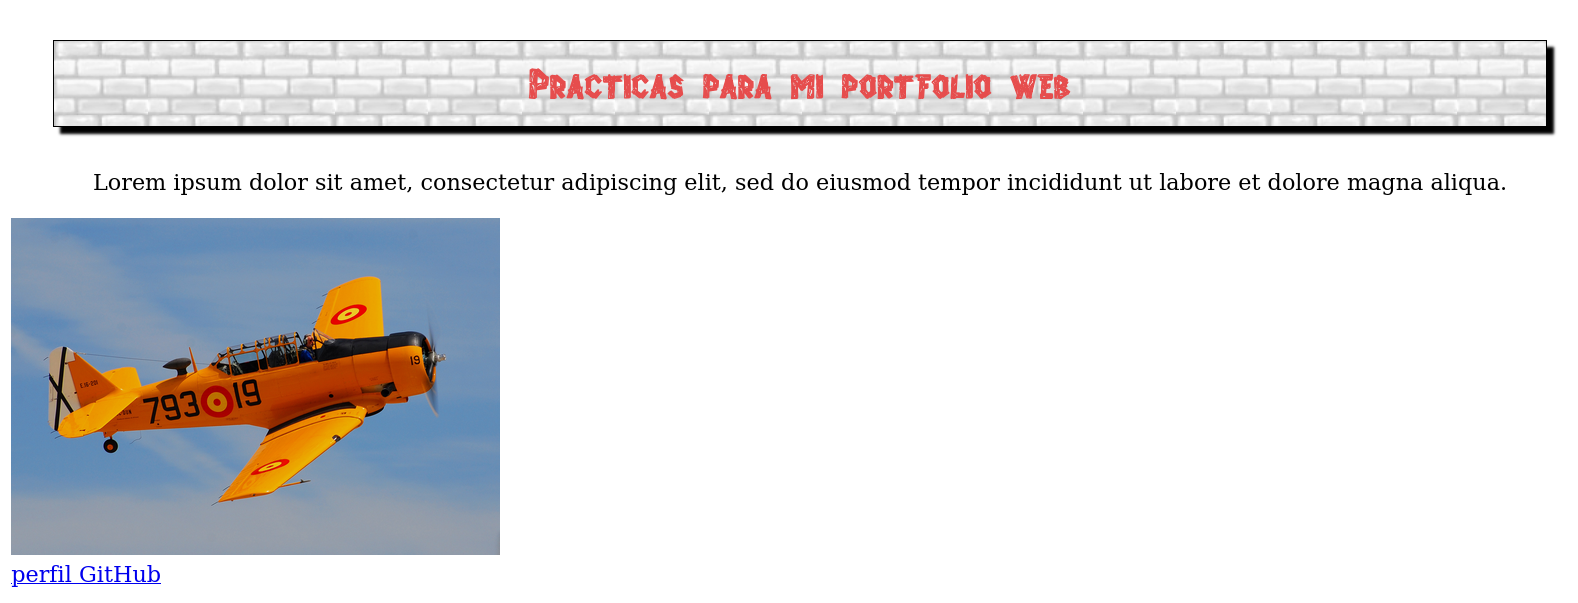 Practicas para mi portfolio web
Lorem ipsum dolor sit amet, consectetur adipiscing elit, sed do eiusmod tempor incididunt ut labore et dolore magna aliqua.
19
793 19
perfil GitHub